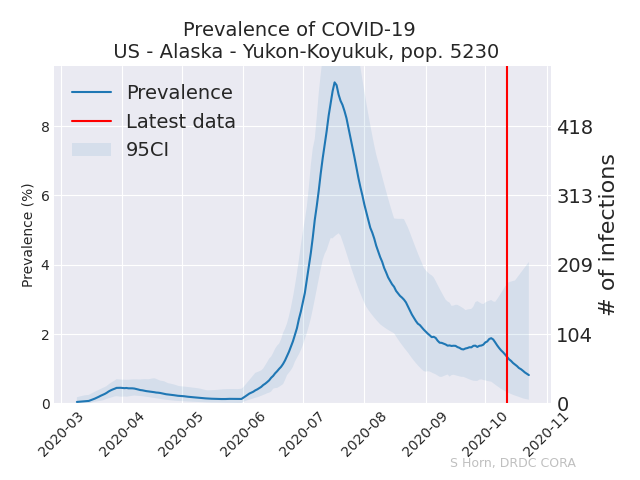 Prevalence of COVID-19
US - Alaska - Yukon-Koyukuk, pop. 5230
Prevalence
Latest data
95CI
Prevalence (%)
8
6
4
2
0
418
313
209
104
0
# of infections
2020-03
2020-04
2020-05
2020-06
2020-07
2020-08
2020-09
2020-10
2020-11
S Horn, DRDC CORA